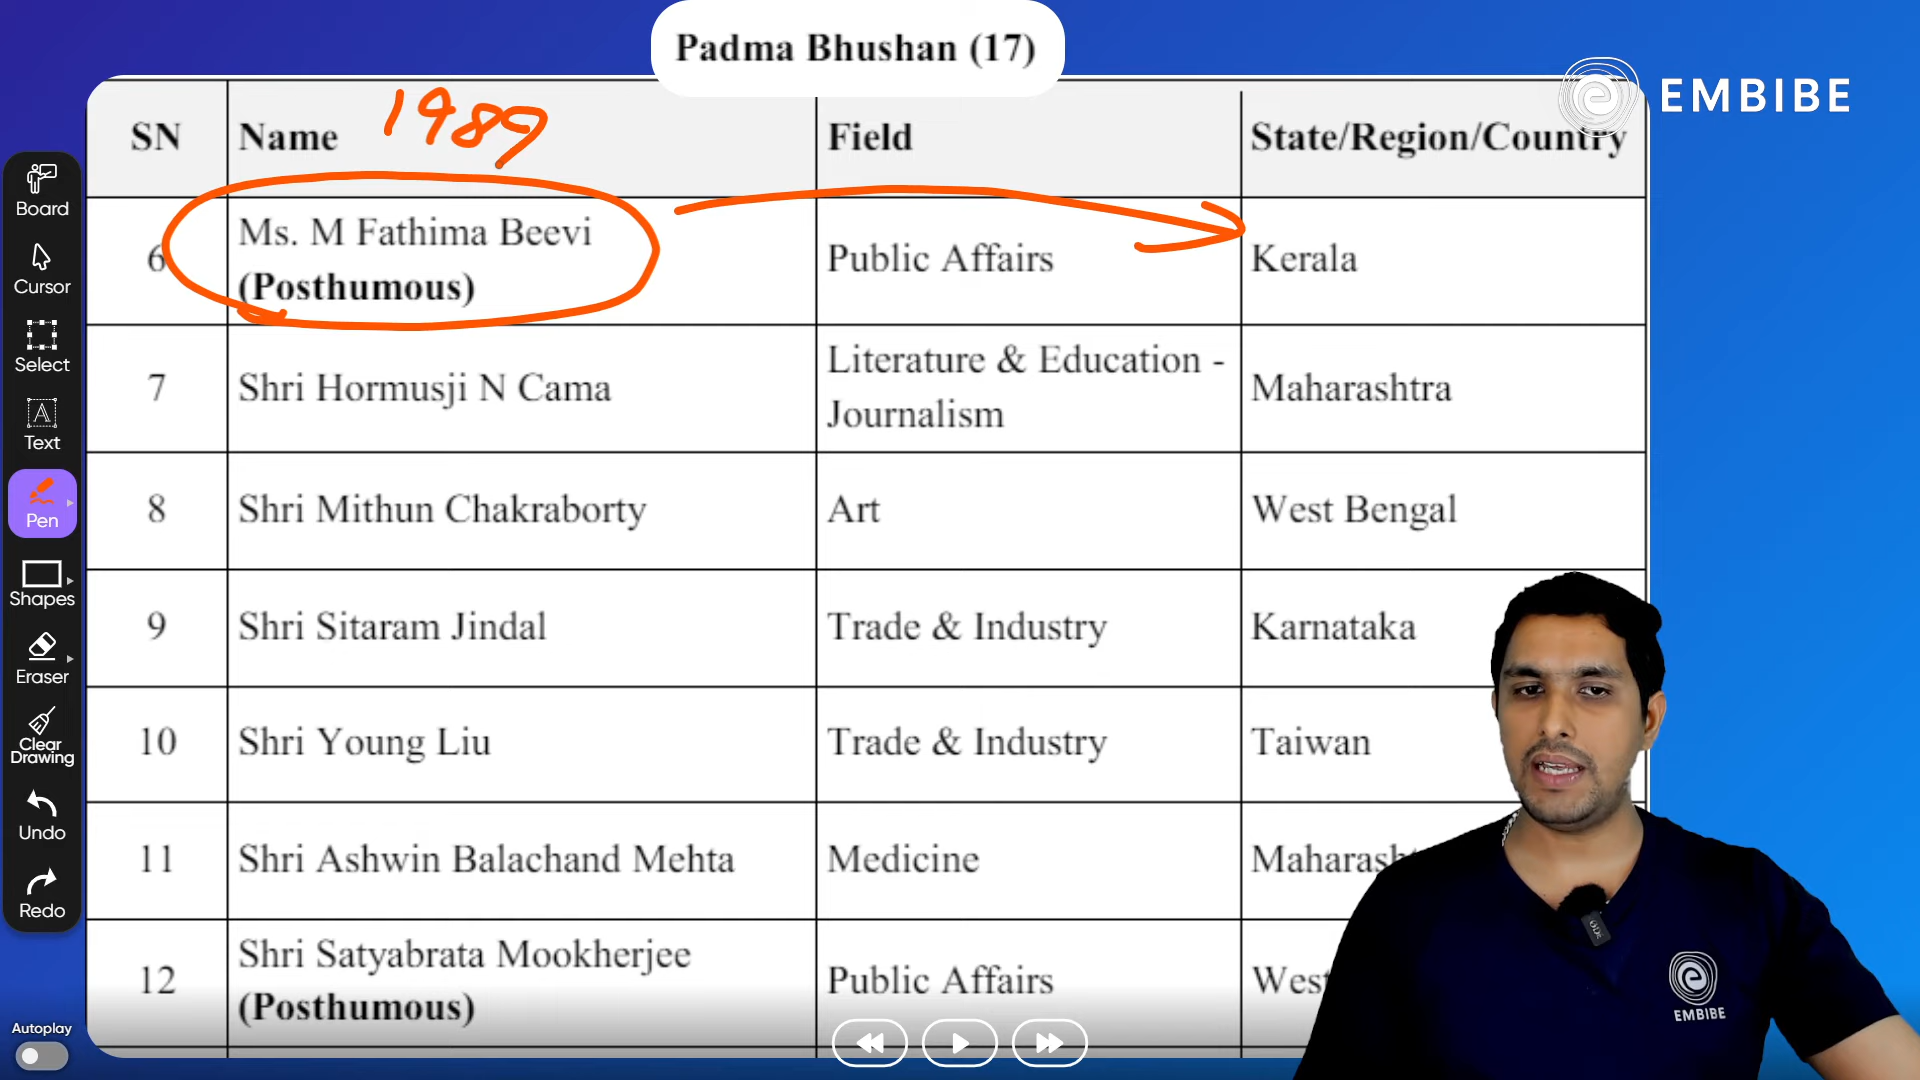 Padma Bhushan (17)
EMBIBE
SN Name 1989 Field State/Region/Country
6 Ms. M Fathima Beevi (Posthumous) Public Affairs Kerala
7 Shri Hormusji N Cama Literature & Education - Journalism Maharashtra
8 Shri Mithun Chakraborty Art West Bengal
9 Shri Sitaram Jindal Trade & Industry Karnataka
10 Shri Young Liu Trade & Industry Taiwan
11 Shri Ashwin Balachand Mehta Medicine
12 Shri Satyabrata Mookherjee (Posthumous) Public Affairs West
Board
Cursor
Select
Text
Pen
Shapes
Eraser
Clear
Drawing
Undo
Redo
Autoplay
EMBIBE